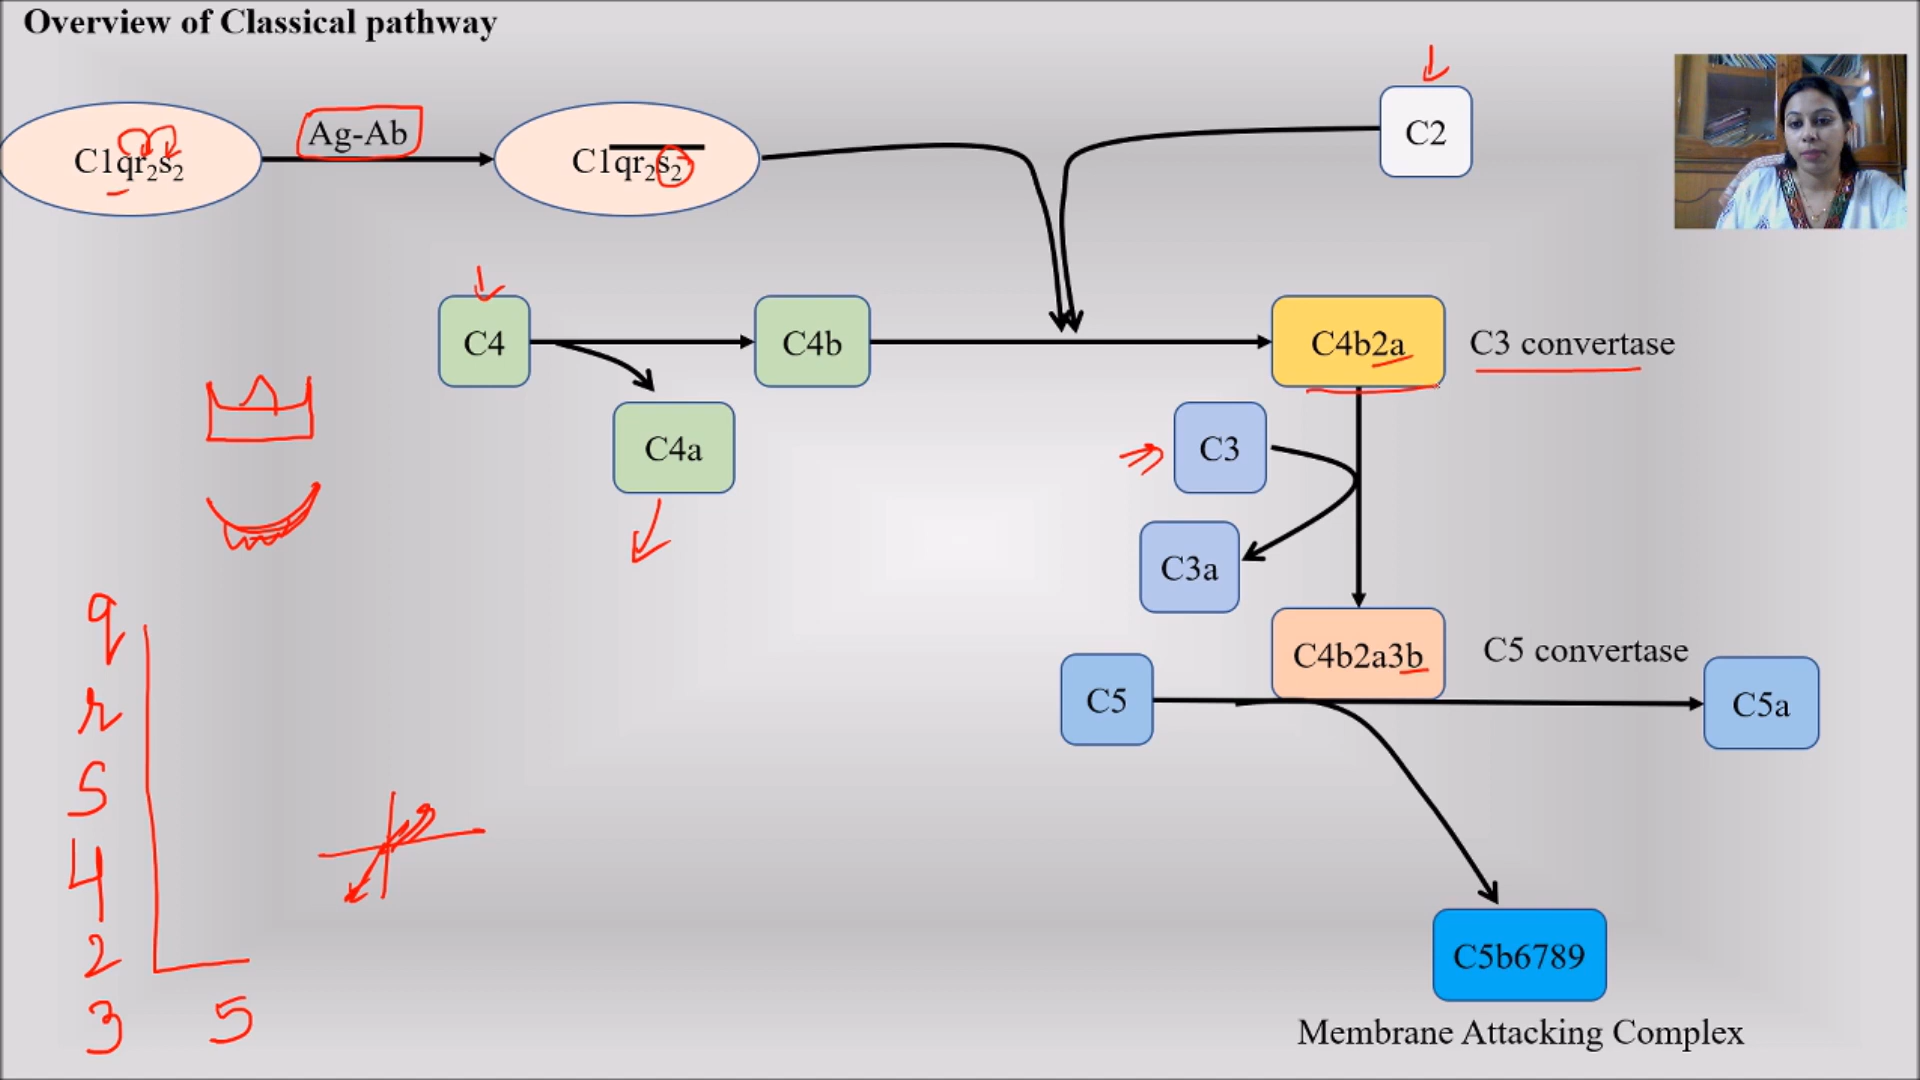 Overview of Classical pathway
C1qr₂s₂
Ag-Ab
C1qr₂s₂
C2
C4
C4b
C4b2a
C3 convertase
C4a
C3
C3a
C4b2a3b
C5 convertase
C5
C5a
C5b6789
Membrane Attacking Complex
q
r
s
4
2
3 5